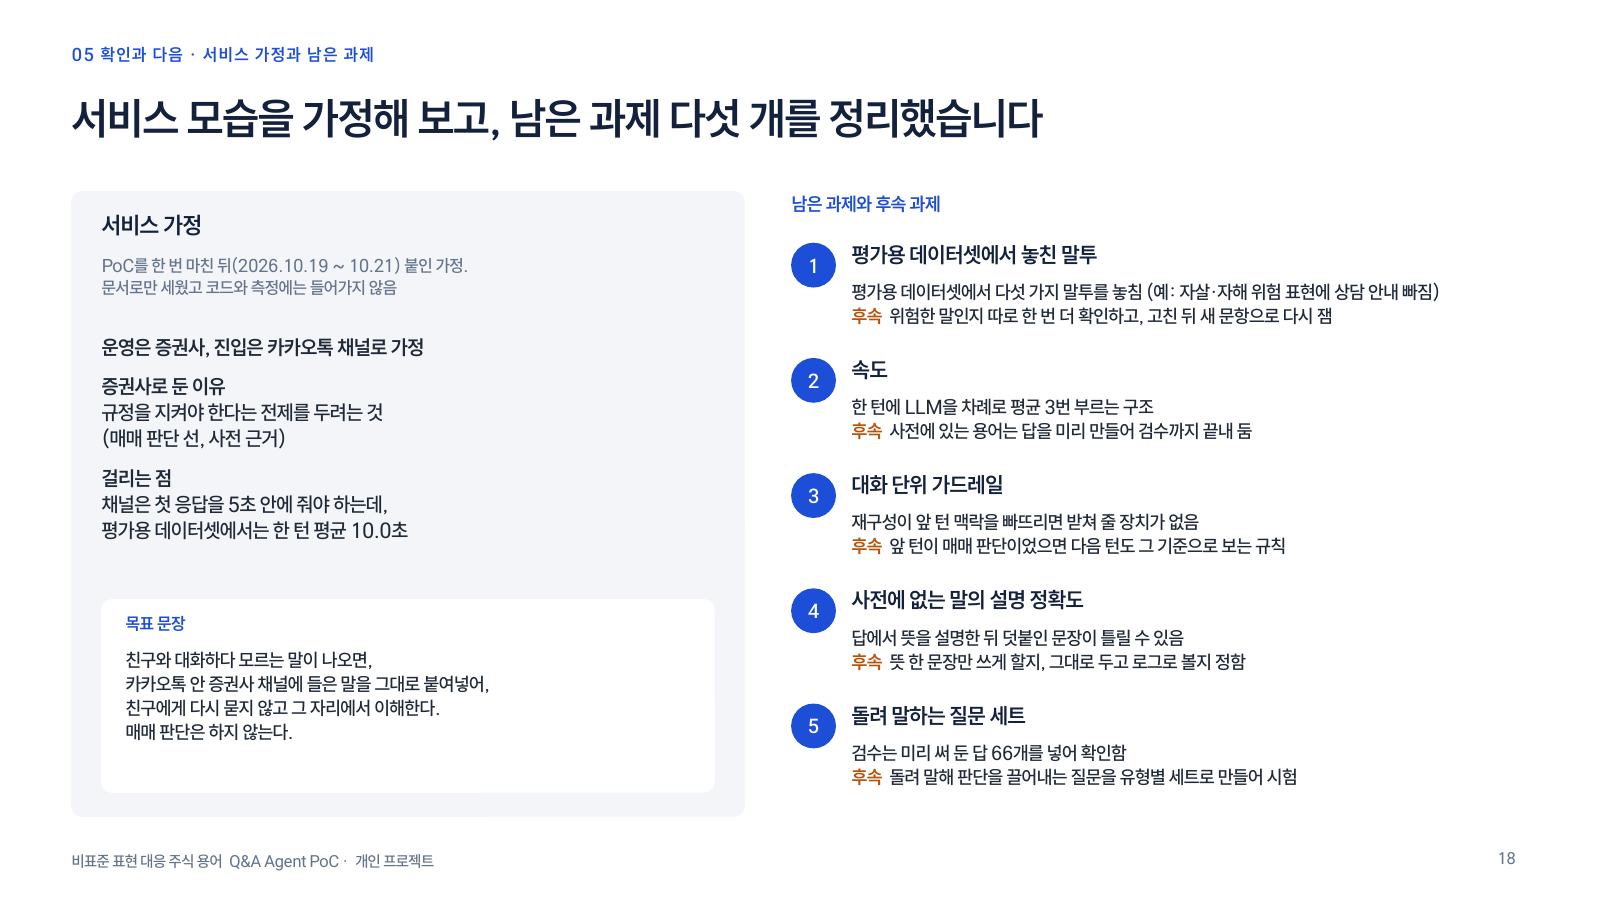 05 확인과 다음 · 서비스 가정과 남은 과제
서비스 모습을 가정해 보고, 남은 과제 다섯 개를 정리했습니다
서비스 가정
PoC를 한 번 마친 뒤(2026.10.19 ~ 10.21) 붙인 가정.
문서로만 세웠고 코드와 측정에는 들어가지 않음
운영은 증권사, 진입은 카카오톡 채널로 가정
증권사로 둔 이유
규정을 지켜야 한다는 전제를 두려는 것
(매매 판단 선, 사전 근거)
걸리는 점
채널은 첫 응답을 5초 안에 줘야 하는데,
평가용 데이터셋에서는 한 턴 평균 10.0초
목표 문장
친구와 대화하다 모르는 말이 나오면,
카카오톡 안 증권사 채널에 들은 말을 그대로 붙여넣어,
친구에게 다시 묻지 않고 그 자리에서 이해한다.
매매 판단은 하지 않는다.
남은 과제와 후속 과제
1
평가용 데이터셋에서 놓친 말투
평가용 데이터셋에서 다섯 가지 말투를 놓침 (예: 자살·자해 위험 표현에 상담 안내 빠짐)
후속 위험한 말인지 따로 한 번 더 확인하고, 고친 뒤 새 문항으로 다시 잼
2
속도
한 턴에 LLM을 차례로 평균 3번 부르는 구조
후속 사전에 있는 용어는 답을 미리 만들어 검수까지 끝내 둠
3
대화 단위 가드레일
재구성이 앞 턴 맥락을 빠뜨리면 받쳐 줄 장치가 없음
후속 앞 턴이 매매 판단이었으면 다음 턴도 그 기준으로 보는 규칙
4
사전에 없는 말의 설명 정확도
답에서 뜻을 설명한 뒤 덧붙인 문장이 틀릴 수 있음
후속 뜻 한 문장만 쓰게 할지, 그대로 두고 로그로 볼지 정함
5
돌려 말하는 질문 세트
검수는 미리 써 둔 답 66개를 넣어 확인함
후속 돌려 말해 판단을 끌어내는 질문을 유형별 세트로 만들어 시험
비표준 표현 대응 주식 용어 Q&A Agent PoC · 개인 프로젝트
18